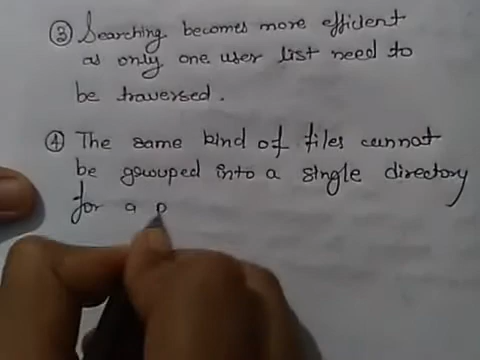 ③ Searching becomes more efficient
as only one user list need to
be traversed.
④ The same kind of files cannot
be grouped into a single directory
for a p